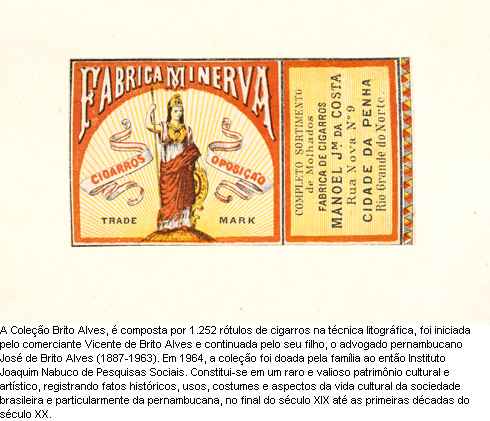 FABRICA MINERVA
CIGARROS OPOSIÇÃO
TRADE MARK
COMPLETO SORTIMENTO
de Molhados
FABRICA DE CIGARROS
MANOEL Jm. DA COSTA
Rua Nova Nº 9
CIDADE DA PENHA
Rio Grande do Norte.
A Coleção Brito Alves, é composta por 1.252 rótulos de cigarros na técnica litográfica, foi iniciada
pelo comerciante Vicente de Brito Alves e continuada pelo seu filho, o advogado pernambucano
José de Brito Alves (1887-1963). Em 1964, a coleção foi doada pela família ao então Instituto
Joaquim Nabuco de Pesquisas Sociais. Constitui-se em um raro e valioso patrimônio cultural e
artístico, registrando fatos históricos, usos, costumes e aspectos da vida cultural da sociedade
brasileira e particularmente da pernambucana, no final do século XIX até as primeiras décadas do
século XX.